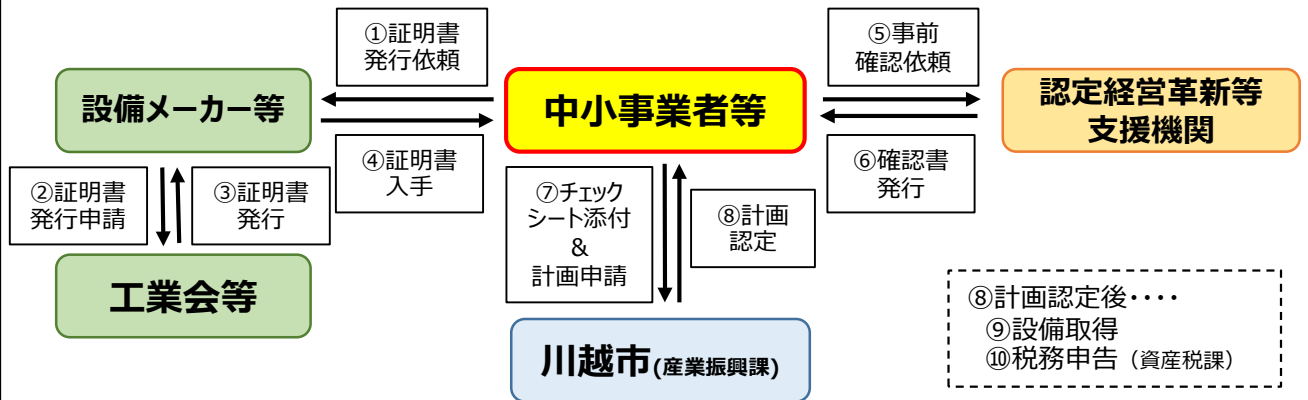 ①証明書
発行依頼
⑤事前
確認依頼
設備メーカー等
中小事業者等
認定経営革新等
支援機関
②証明書
発行申請
③証明書
発行
④証明書
入手
⑥確認書
発行
⑦チェック
シート添付
&
計画申請
⑧計画
認定
工業会等
川越市(産業振興課)
⑧計画認定後・・・・
⑨設備取得
⑩税務申告（資産税課）